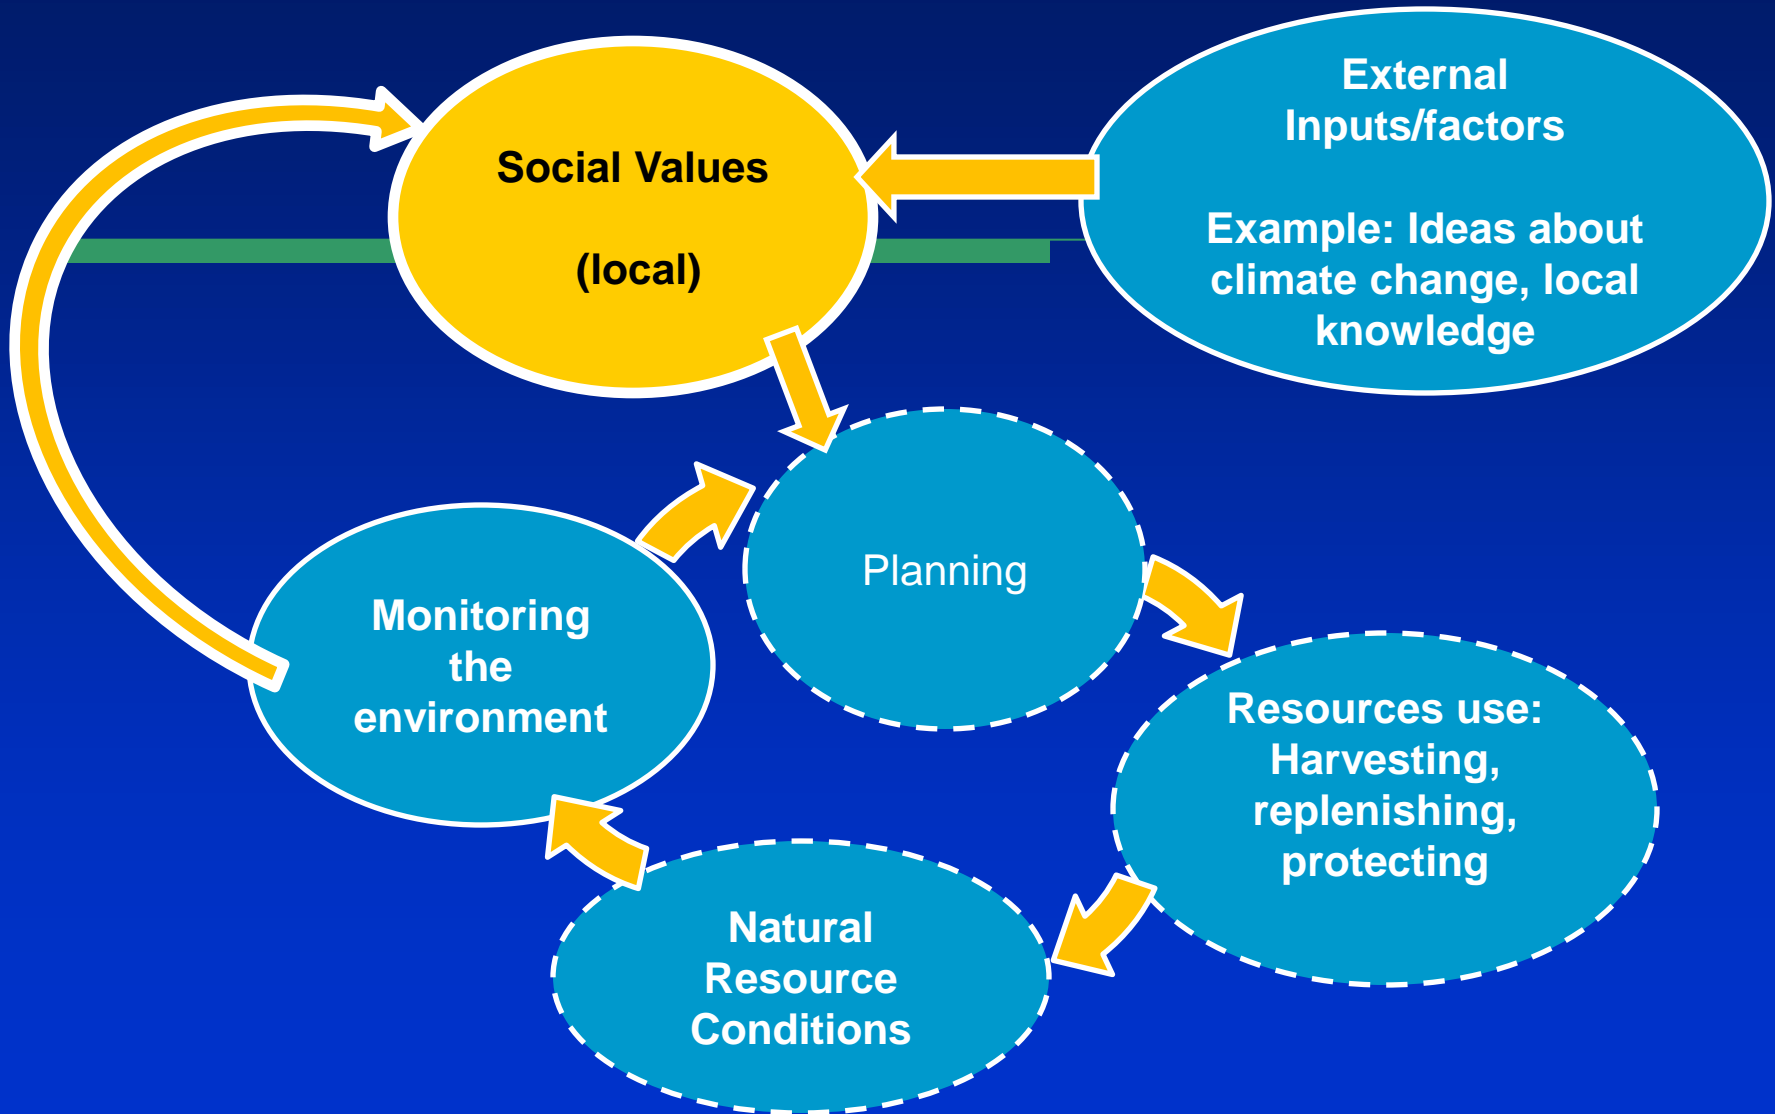 Social Values
(local)
External
Inputs/factors
Example: Ideas about
climate change, local
knowledge
Planning
Monitoring
the
environment
Resources use:
Harvesting,
replenishing,
protecting
Natural
Resource
Conditions